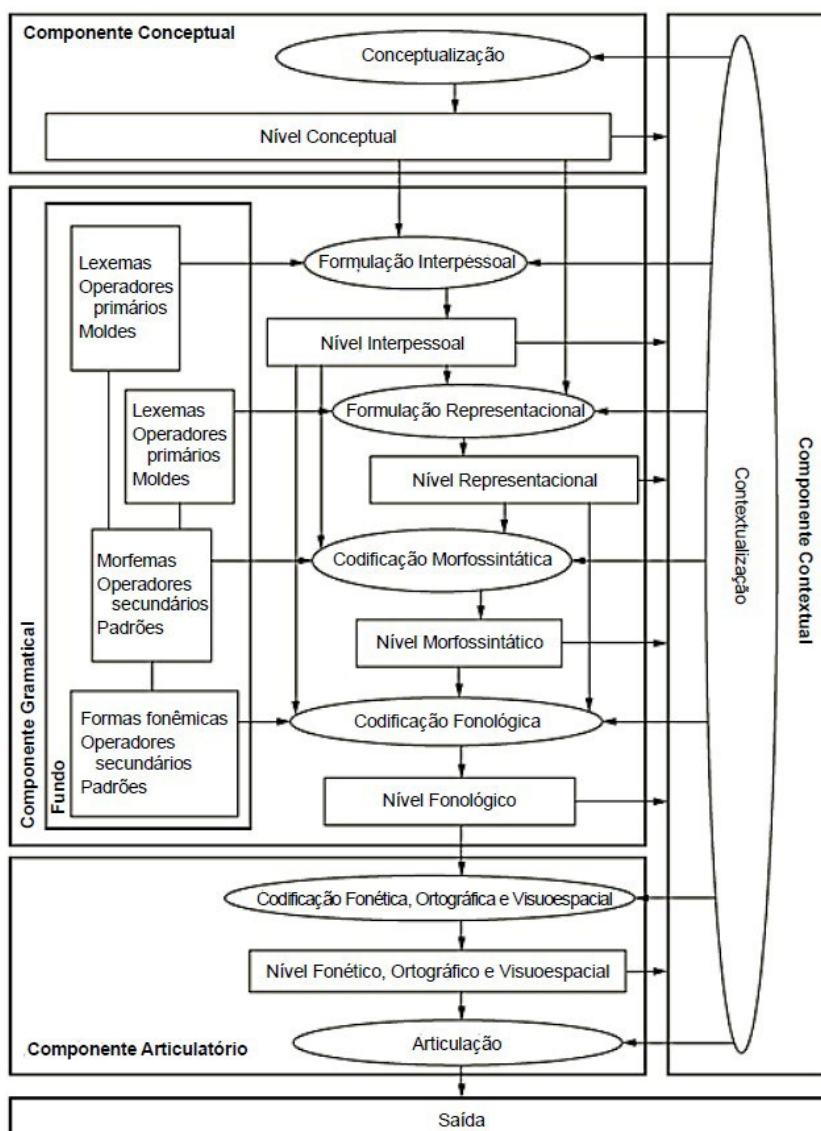 Componente Conceptual
Conceptualização
Nível Conceptual
Formulação Interpessoal
Lexemas
Operadores
primários
Moldes
Nível Interpessoal
Lexemas
Operadores
primários
Moldes
Formulação Representacional
Nível Representacional
Morfemas
Operadores
secundários
Padrões
Codificação Morfossintática
Nível Morfossintático
Formas fonêmicas
Operadores
secundários
Padrões
Codificação Fonológica
Nível Fonológico
Fundo
Componente Gramatical
Codificação Fonética, Ortográfica e Visuoespacial
Nível Fonético, Ortográfico e Visuoespacial
Componente Articulatório
Articulação
Contextualização
Componente Contextual
Saída